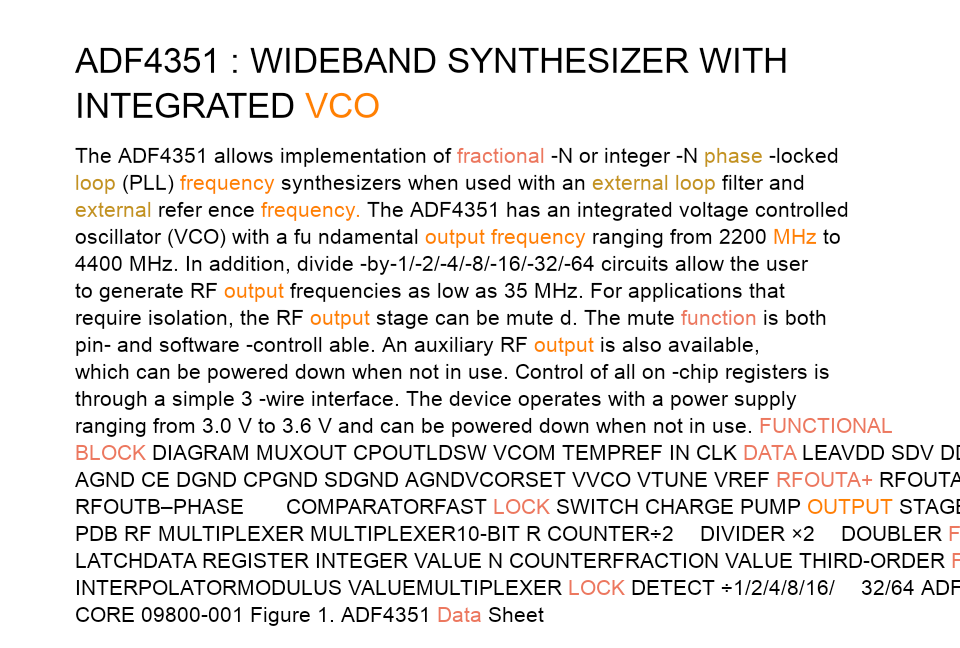 ADF4351 : WIDEBAND SYNTHESIZER WITH
INTEGRATED VCO
The ADF4351 allows implementation of fractional -N or integer -N phase -locked
loop (PLL) frequency synthesizers when used with an external loop filter and
external refer ence frequency. The ADF4351 has an integrated voltage controlled
oscillator (VCO) with a fu ndamental output frequency ranging from 2200 MHz to
4400 MHz. In addition, divide -by-1/-2/-4/-8/-16/-32/-64 circuits allow the user
to generate RF output frequencies as low as 35 MHz. For applications that
require isolation, the RF output stage can be mute d. The mute function is both
pin- and software -controll able. An auxiliary RF output is also available,
which can be powered down when not in use. Control of all on -chip registers is
through a simple 3 -wire interface. The device operates with a power supply
ranging from 3.0 V to 3.6 V and can be powered down when not in use. FUNCTIONAL
BLOCK DIAGRAM MUXOUT CPOUTLDSW VCOM TEMPREF IN CLK DATA LEAVDD SDV
AGND CE DGND CPGND SDGND AGNDVCORSET VVCO VTUNE VREF RFOUTA+ RFOUTA
RFOUTB–PHASE COMPARATORFAST LOCK SWITCH CHARGE PUMP OUTPUT STAGE
PDB RF MULTIPLEXER MULTIPLEXER10-BIT R COUNTER÷2 DIVIDER ×2 DOUBLER
LATCHDATA REGISTER INTEGER VALUE N COUNTERFRACTION VALUE THIRD-ORDER
INTERPOLATORMODULUS VALUEMULTIPLEXER LOCK DETECT ÷1/2/4/8/16/ 32/64 ADF
CORE 09800-001 Figure 1. ADF4351 Data Sheet